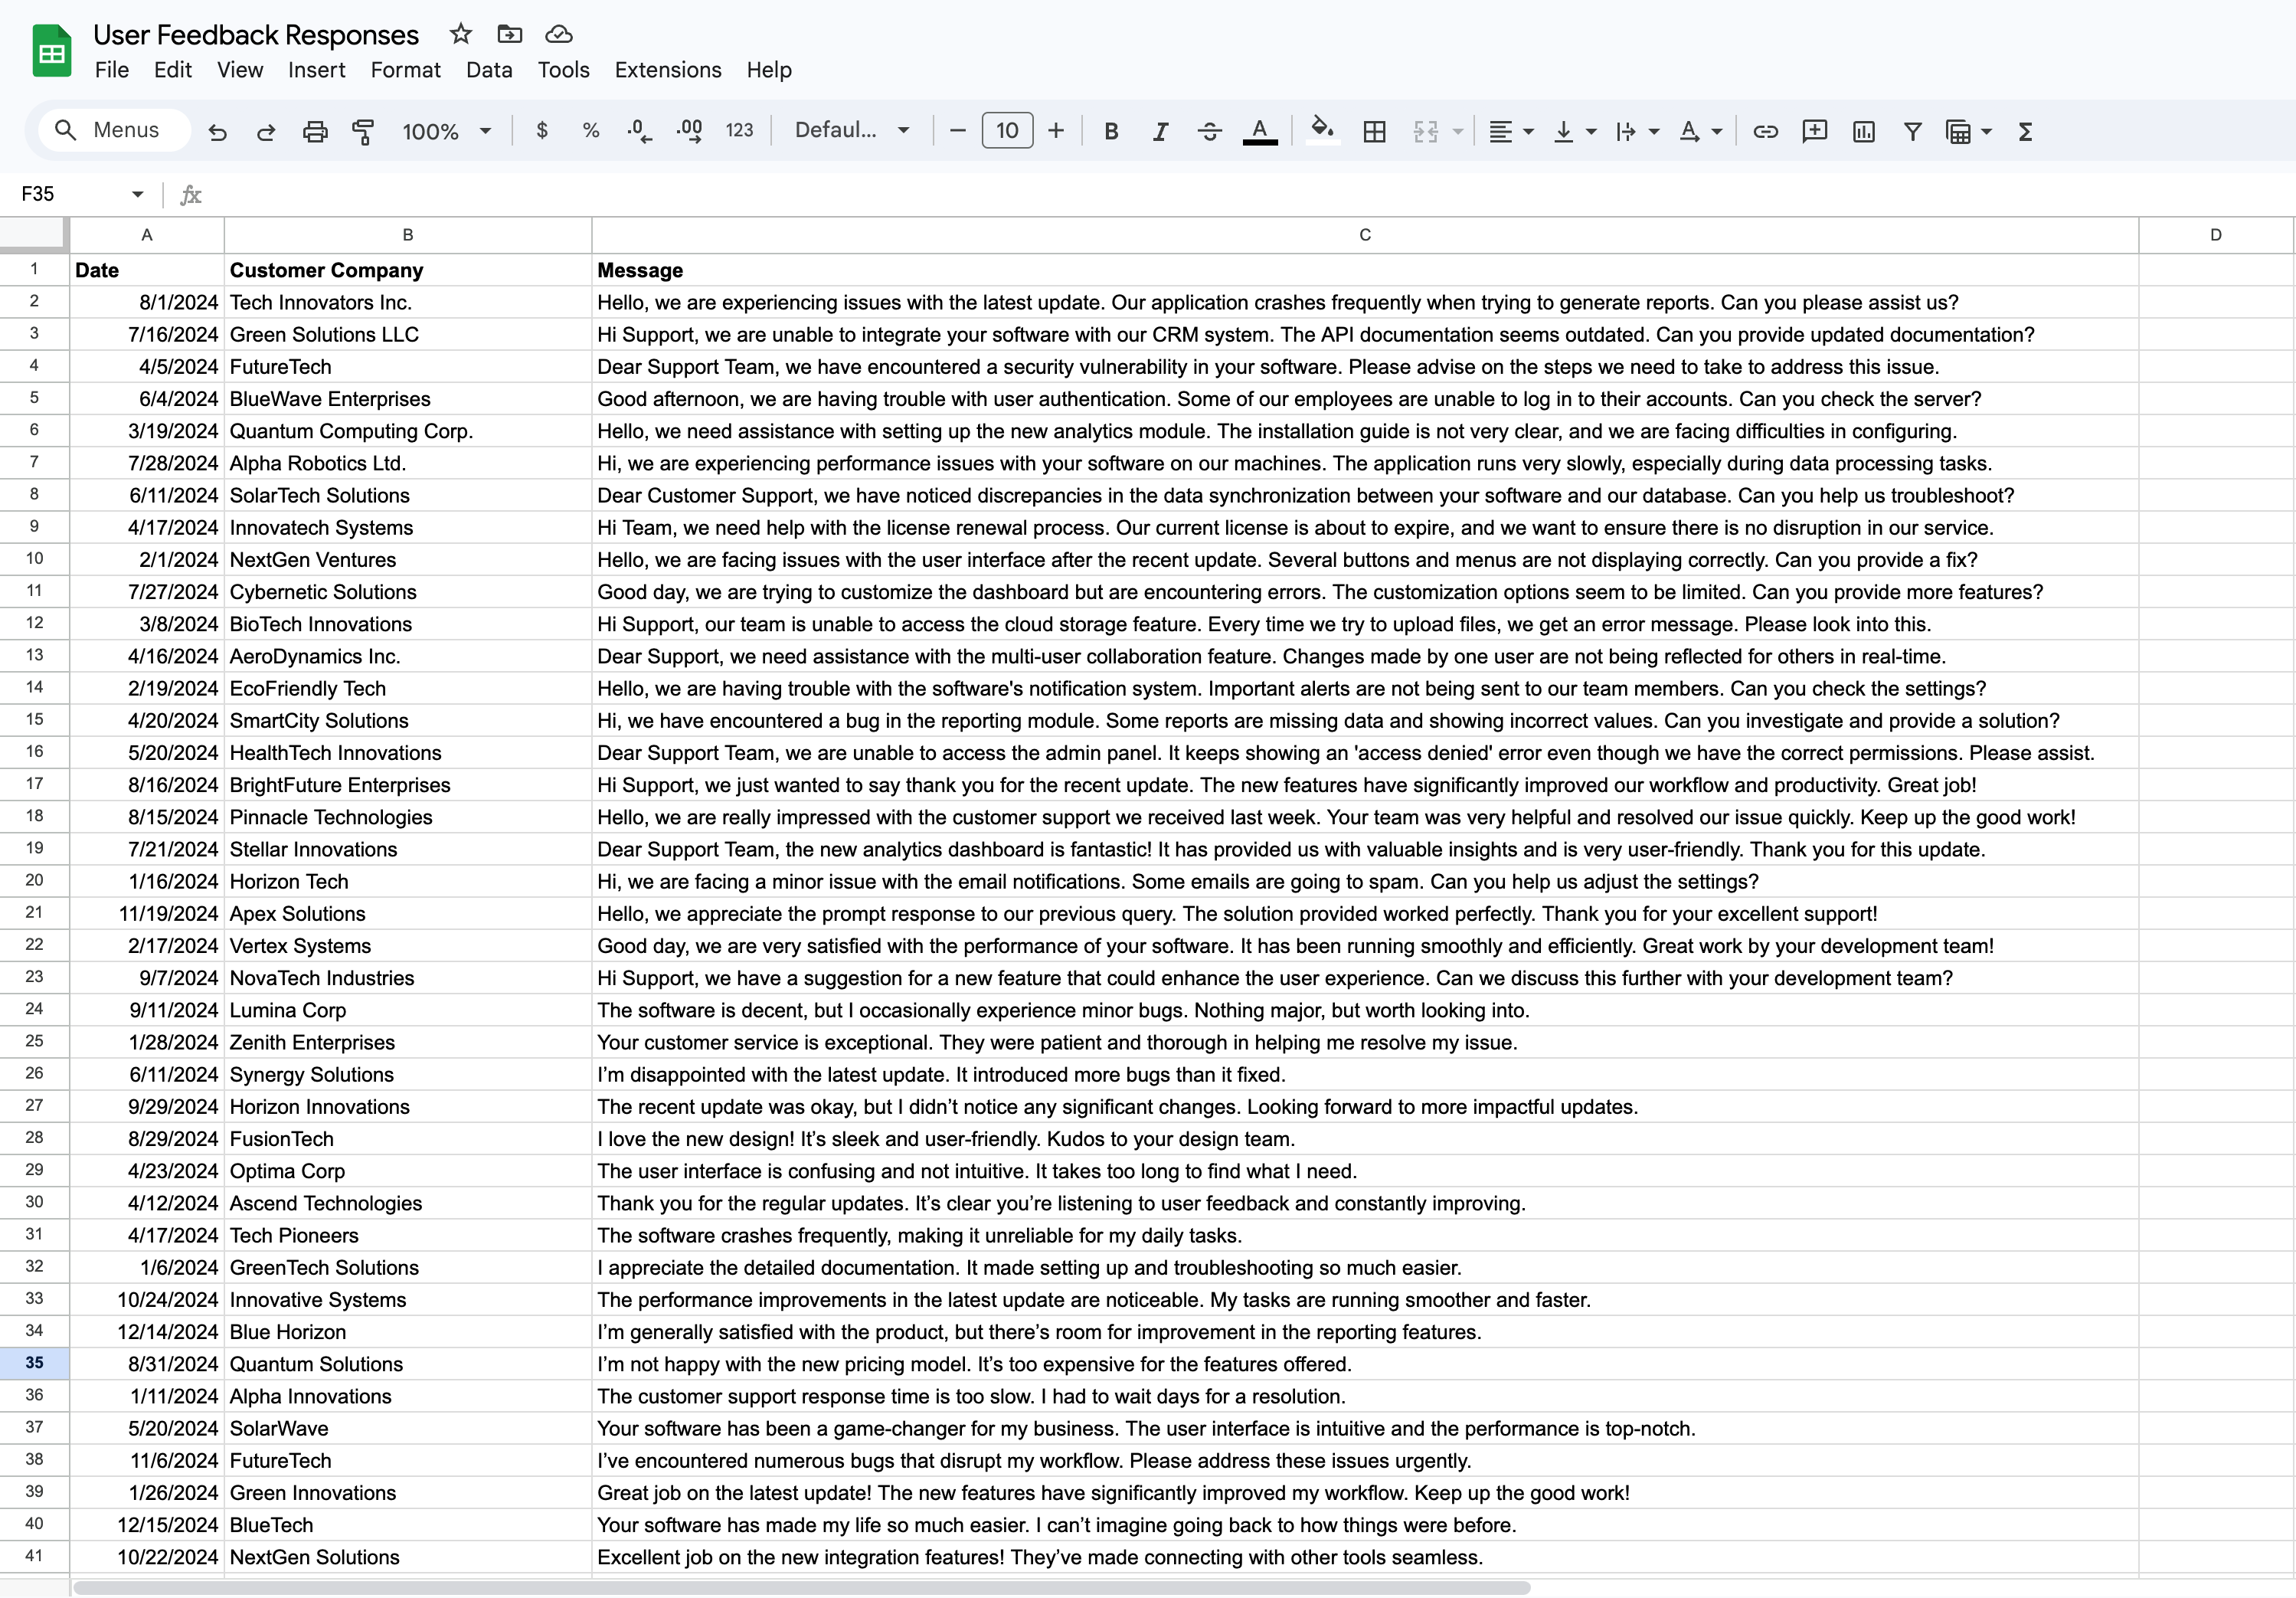 User Feedback Responses
File Edit View Insert Format Data Tools Extensions Help
Menus 100% $ % .0 .00 123 Defaul... 10 B I S A Σ
F35 fx
A B C D
1 Date Customer Company Message
2 8/1/2024 Tech Innovators Inc. Hello, we are experiencing issues with the latest update. Our application crashes frequently when trying to generate reports. Can you please assist us?
3 7/16/2024 Green Solutions LLC Hi Support, we are unable to integrate your software with our CRM system. The API documentation seems outdated. Can you provide updated documentation?
4 4/5/2024 FutureTech Dear Support Team, we have encountered a security vulnerability in your software. Please advise on the steps we need to take to address this issue.
5 6/4/2024 BlueWave Enterprises Good afternoon, we are having trouble with user authentication. Some of our employees are unable to log in to their accounts. Can you check the server?
6 3/19/2024 Quantum Computing Corp. Hello, we need assistance with setting up the new analytics module. The installation guide is not very clear, and we are facing difficulties in configuring.
7 7/28/2024 Alpha Robotics Ltd. Hi, we are experiencing performance issues with your software on our machines. The application runs very slowly, especially during data processing tasks.
8 6/11/2024 SolarTech Solutions Dear Customer Support, we have noticed discrepancies in the data synchronization between your software and our database. Can you help us troubleshoot?
9 4/17/2024 Innovatech Systems Hi Team, we need help with the license renewal process. Our current license is about to expire, and we want to ensure there is no disruption in our service.
10 2/1/2024 NextGen Ventures Hello, we are facing issues with the user interface after the recent update. Several buttons and menus are not displaying correctly. Can you provide a fix?
11 7/27/2024 Cybernetic Solutions Good day, we are trying to customize the dashboard but are encountering errors. The customization options seem to be limited. Can you provide more features?
12 3/8/2024 BioTech Innovations Hi Support, our team is unable to access the cloud storage feature. Every time we try to upload files, we get an error message. Please look into this.
13 4/16/2024 AeroDynamics Inc. Dear Support, we need assistance with the multi-user collaboration feature. Changes made by one user are not being reflected for others in real-time.
14 2/19/2024 EcoFriendly Tech Hello, we are having trouble with the software's notification system. Important alerts are not being sent to our team members. Can you check the settings?
15 4/20/2024 SmartCity Solutions Hi, we have encountered a bug in the reporting module. Some reports are missing data and showing incorrect values. Can you investigate and provide a solution?
16 5/20/2024 HealthTech Innovations Dear Support Team, we are unable to access the admin panel. It keeps showing an 'access denied' error even though we have the correct permissions. Please assist.
17 8/16/2024 BrightFuture Enterprises Hi Support, we just wanted to say thank you for the recent update. The new features have significantly improved our workflow and productivity. Great job!
18 8/15/2024 Pinnacle Technologies Hello, we are really impressed with the customer support we received last week. Your team was very helpful and resolved our issue quickly. Keep up the good work!
19 7/21/2024 Stellar Innovations Dear Support Team, the new analytics dashboard is fantastic! It has provided us with valuable insights and is very user-friendly. Thank you for this update.
20 1/16/2024 Horizon Tech Hi, we are facing a minor issue with the email notifications. Some emails are going to spam. Can you help us adjust the settings?
21 11/19/2024 Apex Solutions Hello, we appreciate the prompt response to our previous query. The solution provided worked perfectly. Thank you for your excellent support!
22 2/17/2024 Vertex Systems Good day, we are very satisfied with the performance of your software. It has been running smoothly and efficiently. Great work by your development team!
23 9/7/2024 NovaTech Industries Hi Support, we have a suggestion for a new feature that could enhance the user experience. Can we discuss this further with your development team?
24 9/11/2024 Lumina Corp The software is decent, but I occasionally experience minor bugs. Nothing major, but worth looking into.
25 1/28/2024 Zenith Enterprises Your customer service is exceptional. They were patient and thorough in helping me resolve my issue.
26 6/11/2024 Synergy Solutions I’m disappointed with the latest update. It introduced more bugs than it fixed.
27 9/29/2024 Horizon Innovations The recent update was okay, but I didn’t notice any significant changes. Looking forward to more impactful updates.
28 8/29/2024 FusionTech I love the new design! It’s sleek and user-friendly. Kudos to your design team.
29 4/23/2024 Optima Corp The user interface is confusing and not intuitive. It takes too long to find what I need.
30 4/12/2024 Ascend Technologies Thank you for the regular updates. It’s clear you’re listening to user feedback and constantly improving.
31 4/17/2024 Tech Pioneers The software crashes frequently, making it unreliable for my daily tasks.
32 1/6/2024 GreenTech Solutions I appreciate the detailed documentation. It made setting up and troubleshooting so much easier.
33 10/24/2024 Innovative Systems The performance improvements in the latest update are noticeable. My tasks are running smoother and faster.
34 12/14/2024 Blue Horizon I’m generally satisfied with the product, but there’s room for improvement in the reporting features.
35 8/31/2024 Quantum Solutions I’m not happy with the new pricing model. It’s too expensive for the features offered.
36 1/11/2024 Alpha Innovations The customer support response time is too slow. I had to wait days for a resolution.
37 5/20/2024 SolarWave Your software has been a game-changer for my business. The user interface is intuitive and the performance is top-notch.
38 11/6/2024 FutureTech I’ve encountered numerous bugs that disrupt my workflow. Please address these issues urgently.
39 1/26/2024 Green Innovations Great job on the latest update! The new features have significantly improved my workflow. Keep up the good work!
40 12/15/2024 BlueTech Your software has made my life so much easier. I can’t imagine going back to how things were before.
41 10/22/2024 NextGen Solutions Excellent job on the new integration features! They’ve made connecting with other tools seamless.